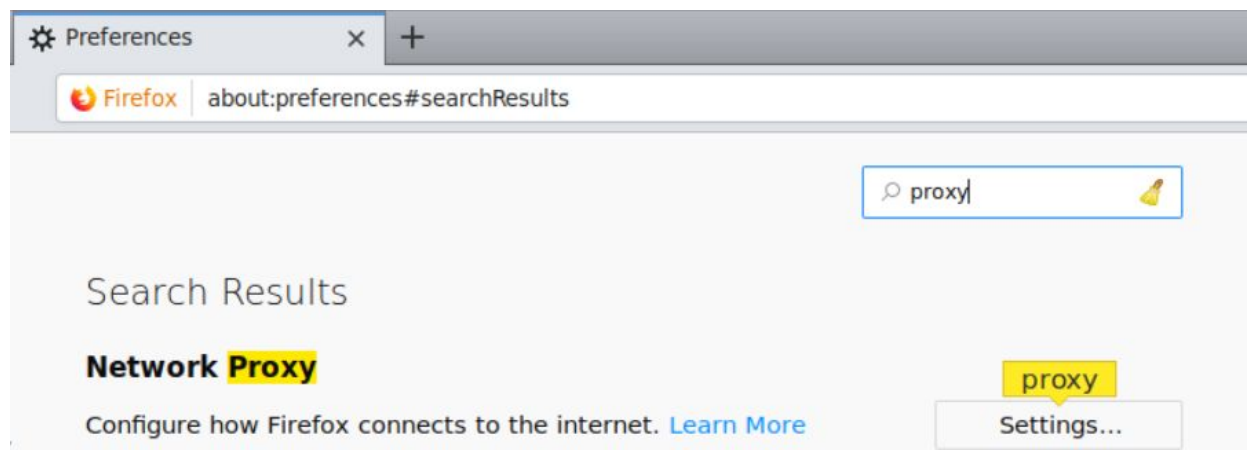 Preferences
Firefox about:preferences#searchResults
proxy
Search Results
Network Proxy
proxy
Configure how Firefox connects to the internet. Learn More
Settings...